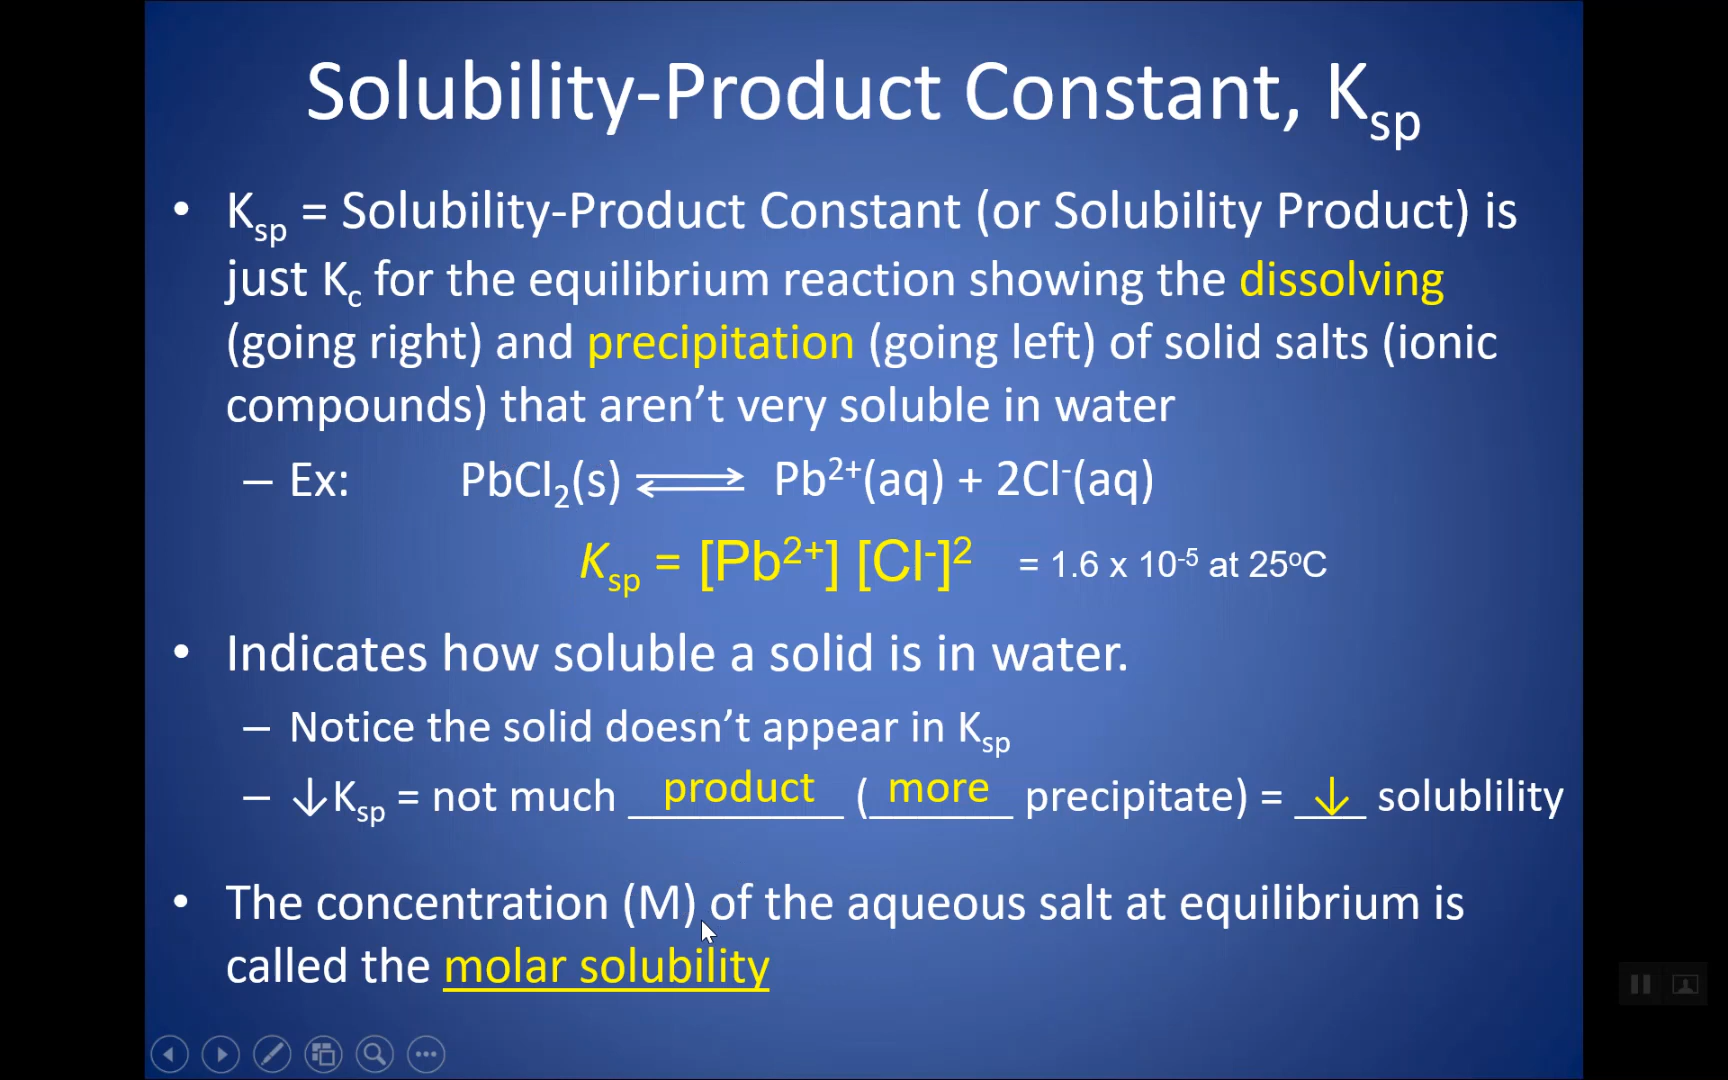 Solubility-Product Constant, Ksp
• Ksp = Solubility-Product Constant (or Solubility Product) is
just Kc for the equilibrium reaction showing the dissolving
(going right) and precipitation (going left) of solid salts (ionic
compounds) that aren’t very soluble in water
– Ex: PbCl2(s) ⇌ Pb²⁺(aq) + 2Cl⁻(aq)
Ksp = [Pb²⁺] [Cl⁻]² = 1.6 x 10⁻⁵ at 25ºC
• Indicates how soluble a solid is in water.
– Notice the solid doesn’t appear in Ksp
– ↓Ksp = not much product (more precipitate) = ↓ solublility
• The concentration (M) of the aqueous salt at equilibrium is
called the molar solubility